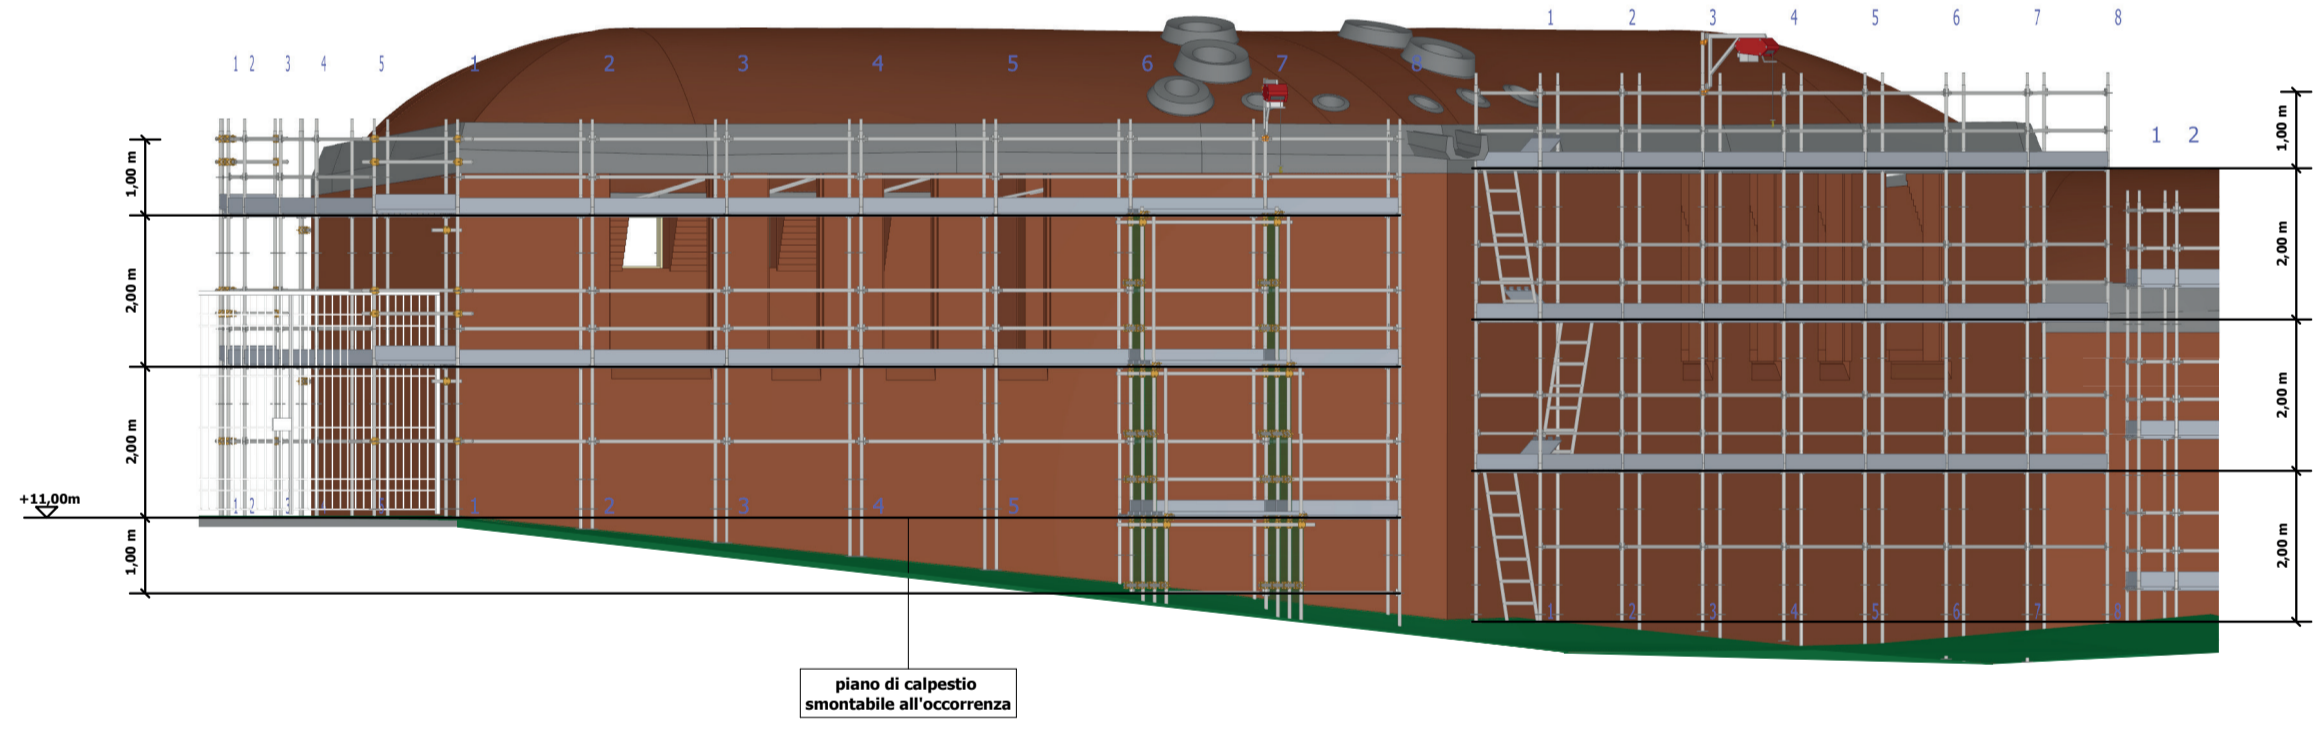 1 2 3 4 5 6 7 8
1 2 3 4 5 1 2 3 4 5 6 7 8
1 2
1,00 m
2,00 m
2,00 m
1,00 m
+11,00m
1,00 m
2,00 m
2,00 m
2,00 m
1 2 3 4 5 1 2 3 4 5
1 2 3 4 5 6 7 8
piano di calpestio
smontabile all'occorrenza